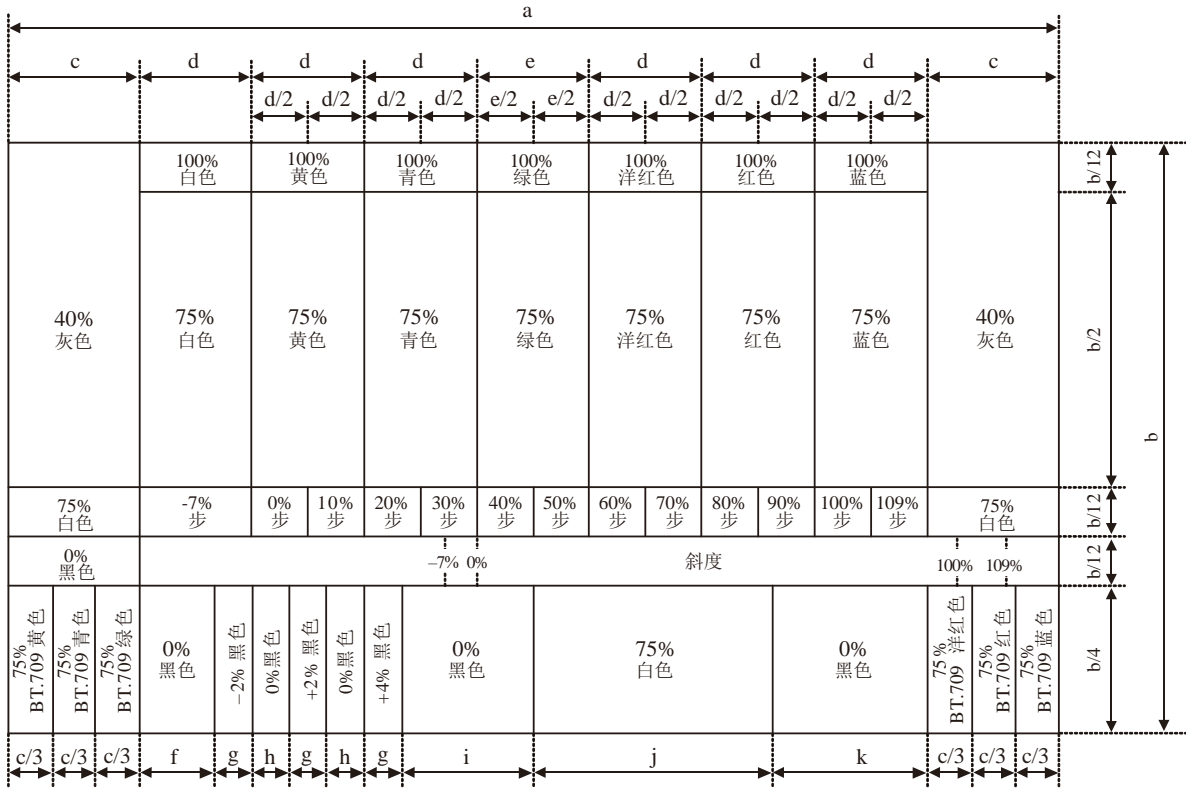 a
c d d d e d d d c
d/2 d/2 d/2 d/2 e/2 e/2 d/2 d/2 d/2 d/2 d/2 d/2
100% 100% 100% 100% 100% 100% 100%
白色 黄色 青色 绿色 洋红色 红色 蓝色
b/12
40% 75% 75% 75% 75% 75% 75% 75% 40%
灰色 白色 黄色 青色 绿色 洋红色 红色 蓝色 灰色
b/2
b
75% -7% 0% 10% 20% 30% 40% 50% 60% 70% 80% 90% 100% 109% 75%
白色 步 步 步 步 步 步 步 步 步 步 步 步 步 白色
b/12
0% –7% 0% 斜度 100% 109%
黑色
b/12
75%
BT.709 黄色
75%
BT.709 青色
75%
BT.709 绿色
0%
黑色
–2% 黑色
0%黑色
+2% 黑色
0%黑色
+4% 黑色
0%
黑色
75%
白色
0%
黑色
75%
BT.709 洋红色
75%
BT.709 红色
75%
BT.709 蓝色
b/4
c/3 c/3 c/3 f g h g h g i j k c/3 c/3 c/3